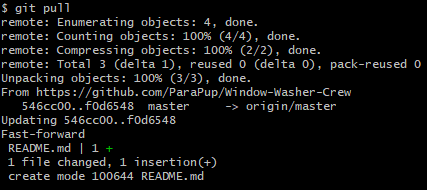 $ git pull
remote: Enumerating objects: 4, done.
remote: Counting objects: 100% (4/4), done.
remote: Compressing objects: 100% (2/2), done.
remote: Total 3 (delta 1), reused 0 (delta 0), pack-reused 0
Unpacking objects: 100% (3/3), done.
From https://github.com/ParaPup/Window-Washer-Crew
   546cc00..f0d6548  master     -> origin/master
Updating 546cc00..f0d6548
Fast-forward
 README.md | 1 +
 1 file changed, 1 insertion(+)
 create mode 100644 README.md